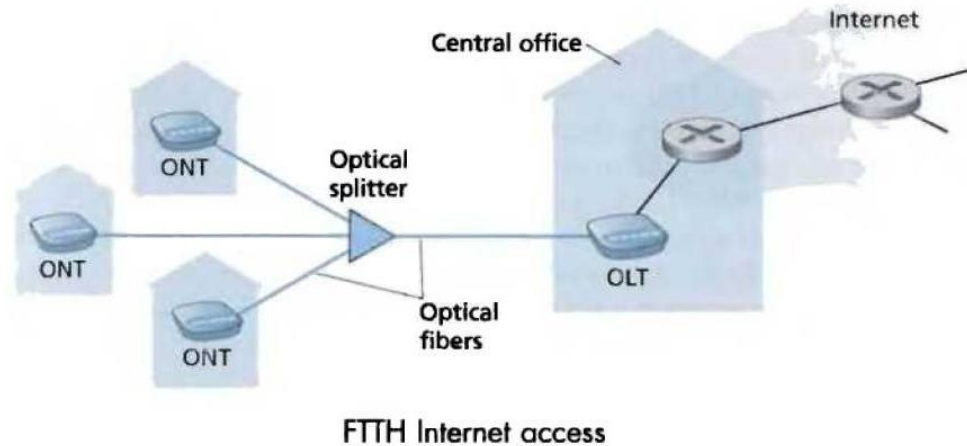 Internet
Central office
ONT
Optical
splitter
ONT
OLT
ONT
Optical
fibers
FTTH Internet access